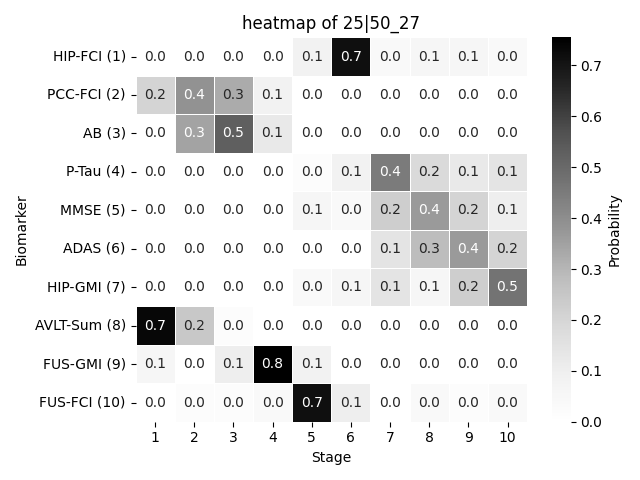 heatmap of 25|50_27
HIP-FCI (1) 0.0 0.0 0.0 0.0 0.1 0.7 0.0 0.1 0.1 0.0
PCC-FCI (2) 0.2 0.4 0.3 0.1 0.0 0.0 0.0 0.0 0.0 0.0
AB (3) 0.0 0.3 0.5 0.1 0.0 0.0 0.0 0.0 0.0 0.0
P-Tau (4) 0.0 0.0 0.0 0.0 0.0 0.1 0.4 0.2 0.1 0.1
MMSE (5) 0.0 0.0 0.0 0.0 0.1 0.0 0.2 0.4 0.2 0.1
ADAS (6) 0.0 0.0 0.0 0.0 0.0 0.0 0.1 0.3 0.4 0.2
HIP-GMI (7) 0.0 0.0 0.0 0.0 0.0 0.1 0.1 0.1 0.2 0.5
AVLT-Sum (8) 0.7 0.2 0.0 0.0 0.0 0.0 0.0 0.0 0.0 0.0
FUS-GMI (9) 0.1 0.0 0.1 0.8 0.1 0.0 0.0 0.0 0.0 0.0
FUS-FCI (10) 0.0 0.0 0.0 0.0 0.7 0.1 0.0 0.0 0.0 0.0
1 2 3 4 5 6 7 8 9 10
Stage
Biomarker
0.7
0.6
0.5
0.4
0.3
0.2
0.1
0.0
Probability